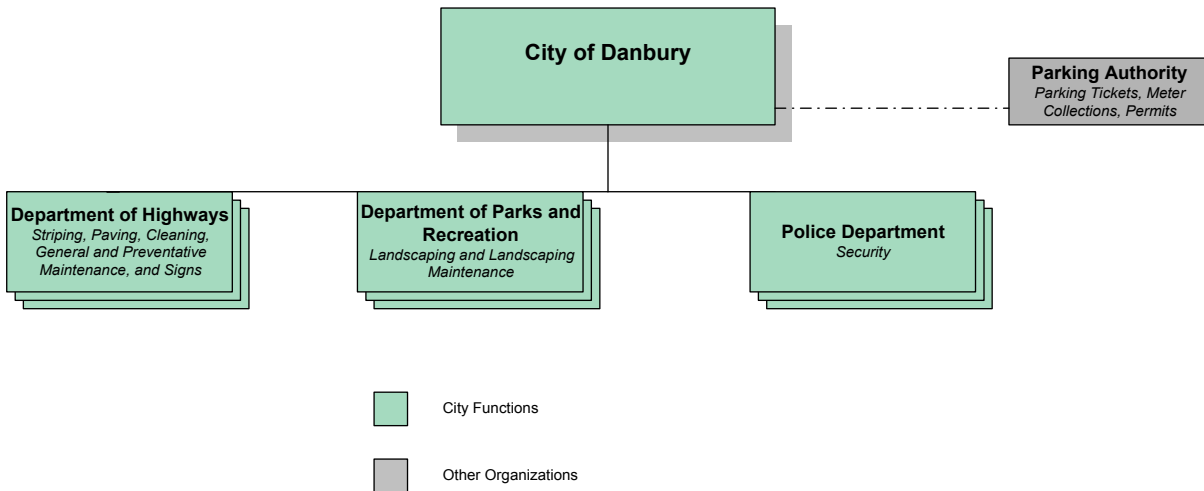 City of Danbury
Parking Authority
Parking Tickets, Meter
Collections, Permits
Department of Highways
Striping, Paving, Cleaning,
General and Preventative
Maintenance, and Signs
Department of Parks and
Recreation
Landscaping and Landscaping
Maintenance
Police Department
Security
City Functions
Other Organizations